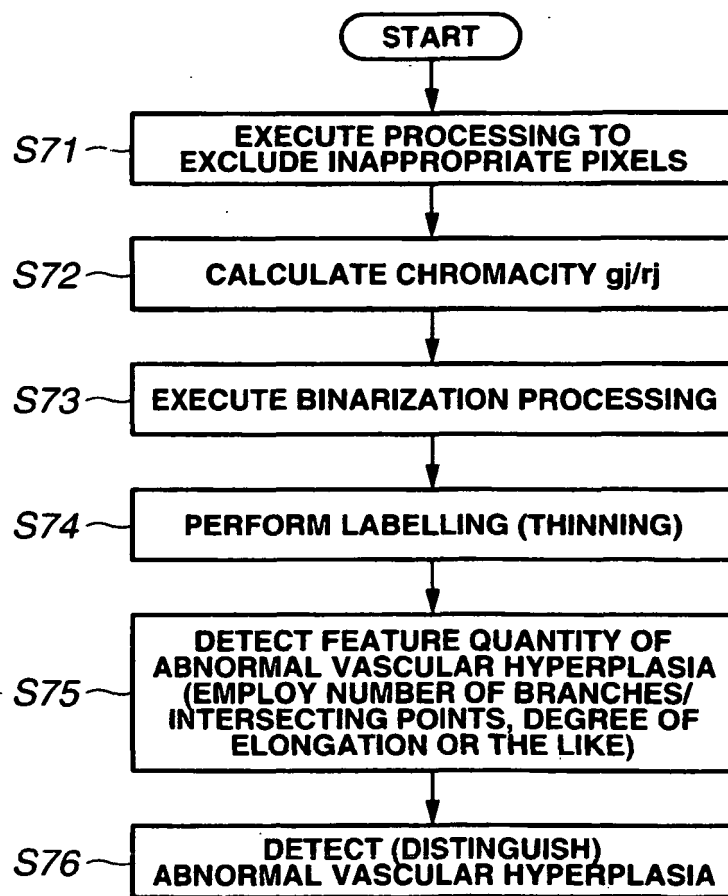 START
S71
EXECUTE PROCESSING TO
EXCLUDE INAPPROPRIATE PIXELS
S72
CALCULATE CHROMACITY gj/rj
S73
EXECUTE BINARIZATION PROCESSING
S74
PERFORM LABELLING (THINNING)
S75
DETECT FEATURE QUANTITY OF
ABNORMAL VASCULAR HYPERPLASIA
(EMPLOY NUMBER OF BRANCHES/
INTERSECTING POINTS, DEGREE OF
ELONGATION OR THE LIKE)
S76
DETECT (DISTINGUISH)
ABNORMAL VASCULAR HYPERPLASIA